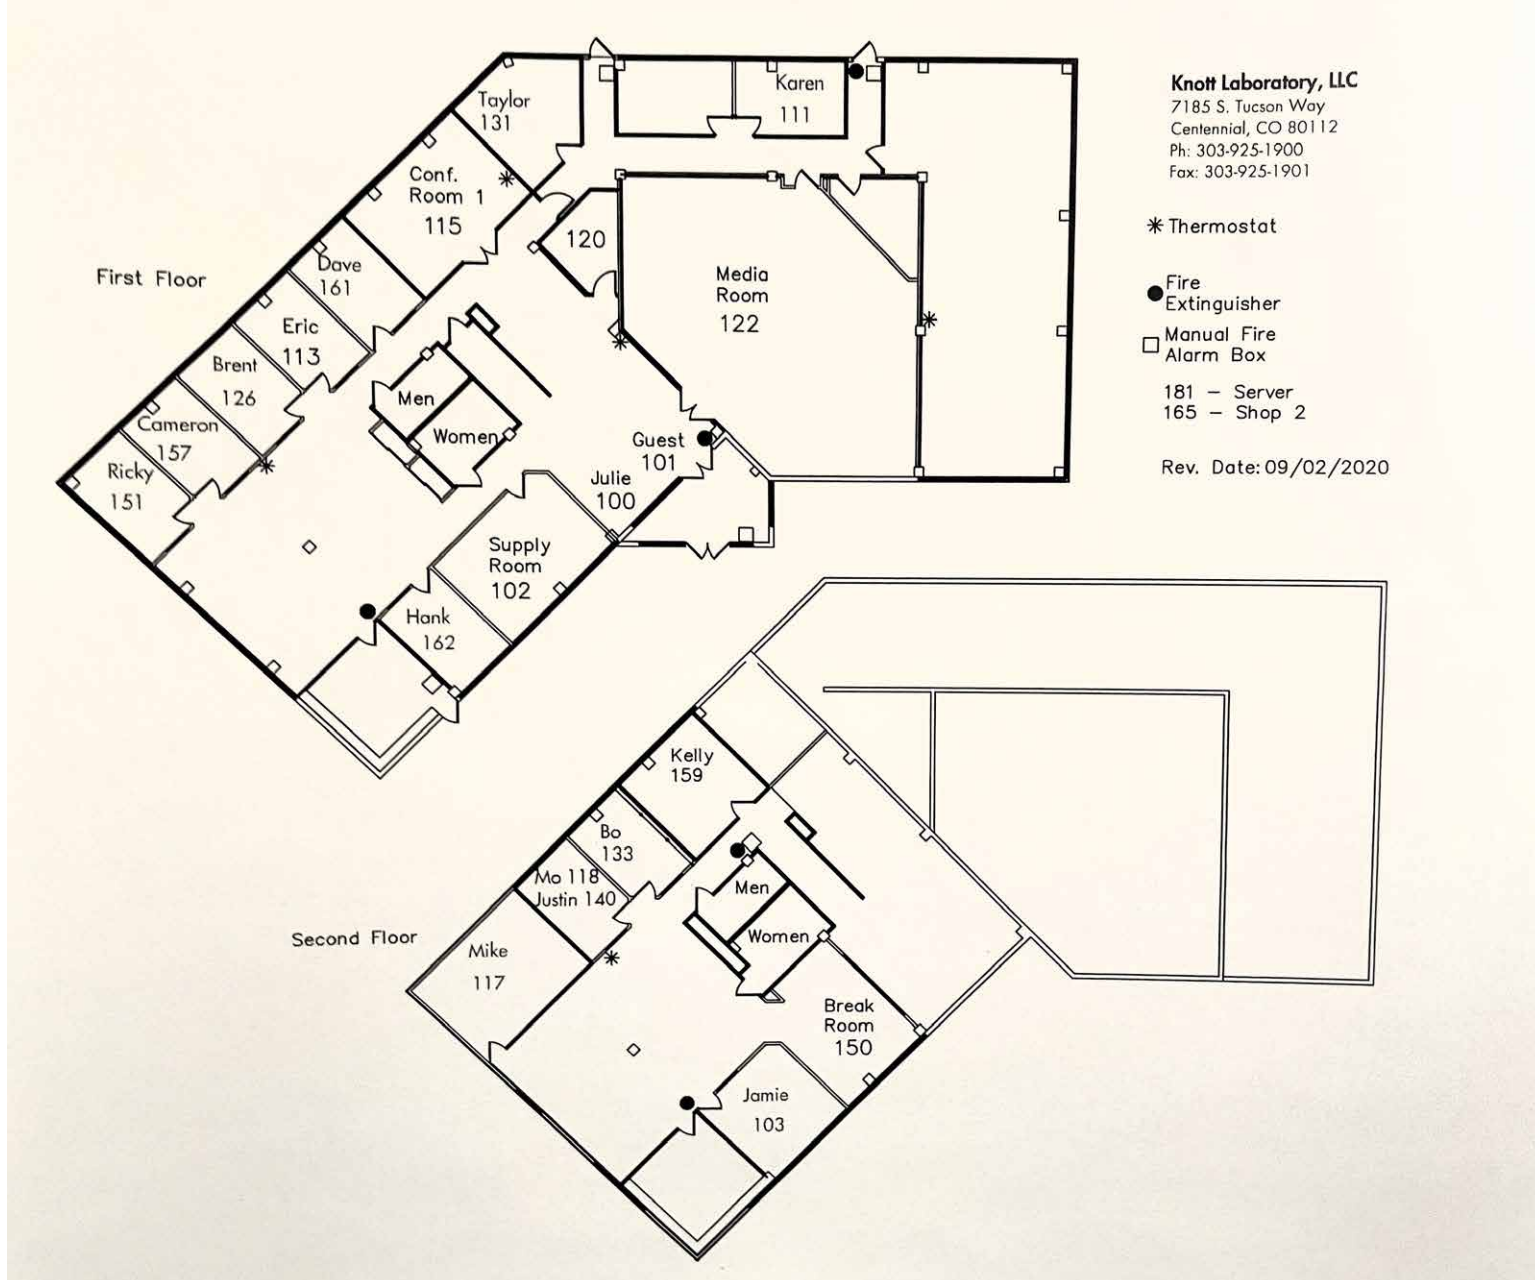 Knott Laboratory, LLC
7185 S. Tucson Way
Centennial, CO 80112
Ph: 303-925-1900
Fax: 303-925-1901
Thermostat
Fire
Extinguisher
Manual Fire
Alarm Box
181 – Server
165 – Shop 2
Rev. Date: 09/02/2020
First Floor
Taylor
131
Karen
111
Conf.
Room 1
115
120
Dave
161
Media
Room
122
Eric
113
Brent
126
Men
Cameron
157
Women
Guest
101
Ricky
151
Julie
100
Supply
Room
102
Hank
162
Second Floor
Kelly
159
Bo
133
Mo 118
Justin 140
Men
Women
Mike
117
Break
Room
150
Jamie
103